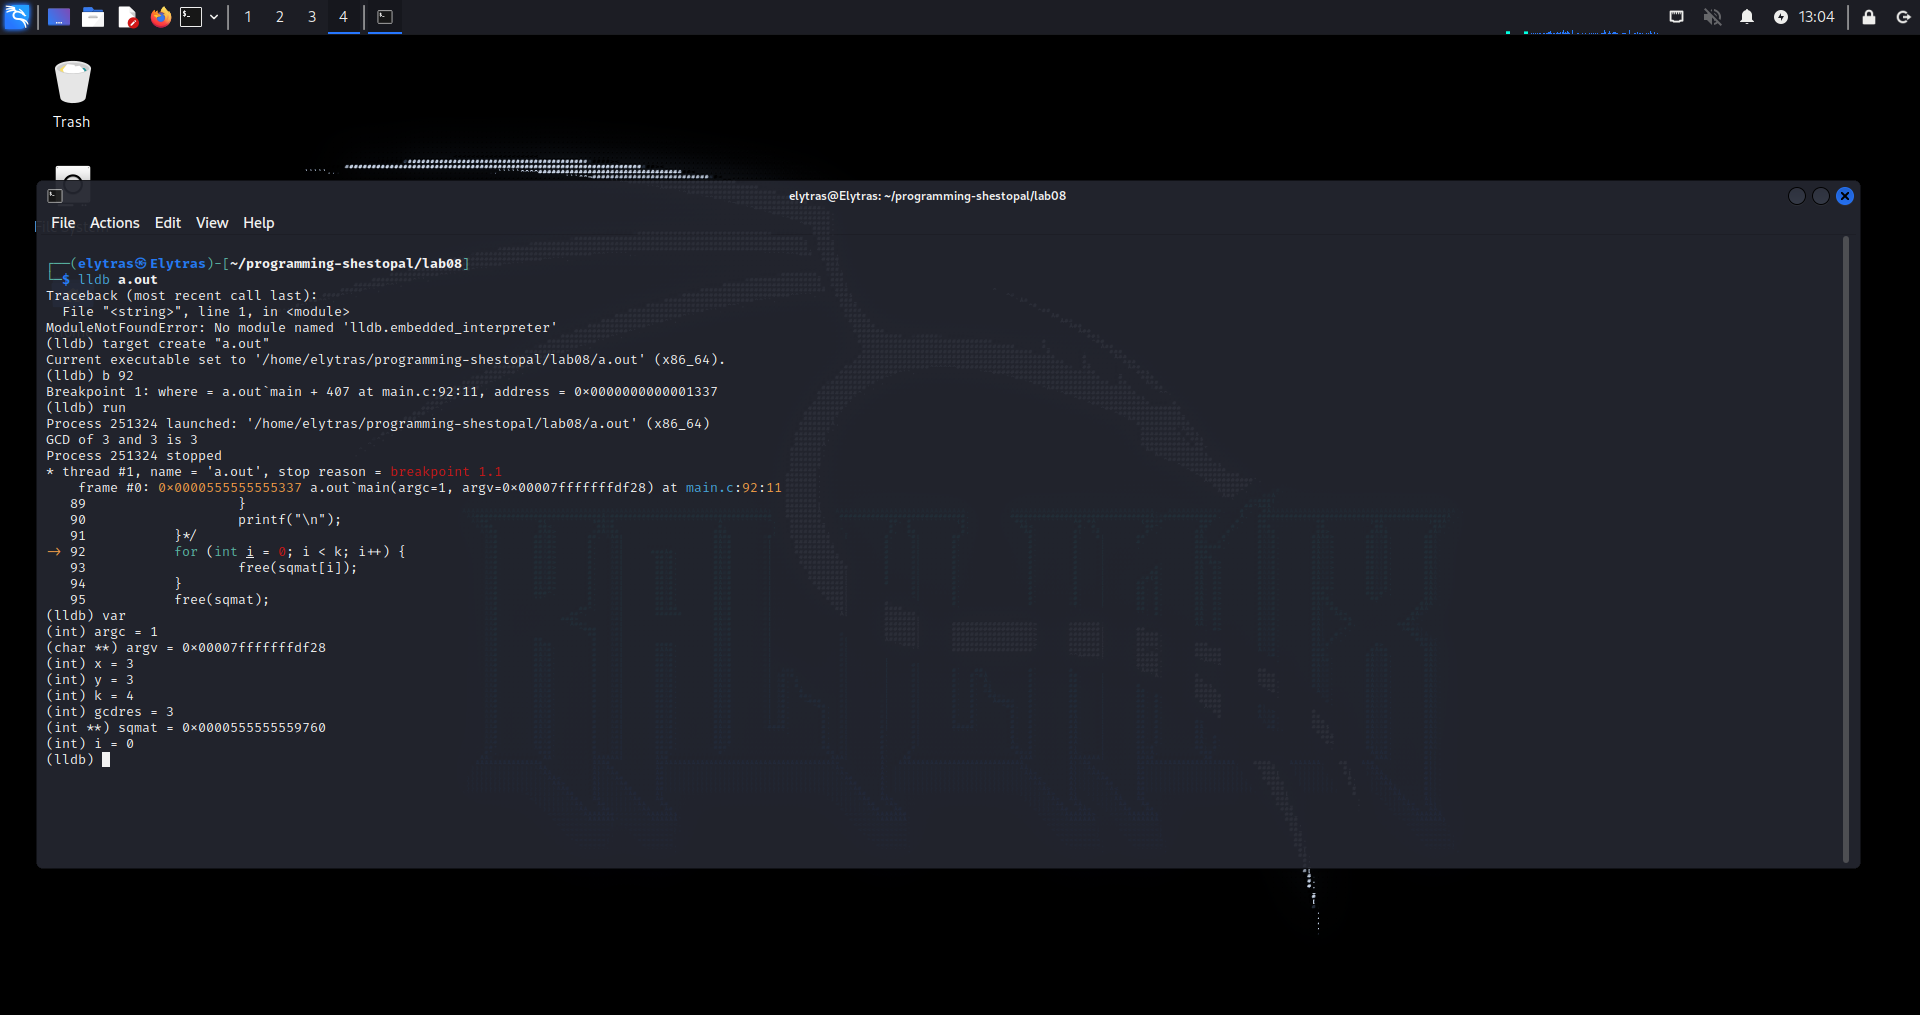 1 2 3 4
13:04
Trash
elytras@Elytras: ~/programming-shestopal/lab08
File Actions Edit View Help
┌──(elytras㉿Elytras)-[~/programming-shestopal/lab08]
└─$ lldb a.out
Traceback (most recent call last):
  File "<string>", line 1, in <module>
ModuleNotFoundError: No module named 'lldb.embedded_interpreter'
(lldb) target create "a.out"
Current executable set to '/home/elytras/programming-shestopal/lab08/a.out' (x86_64).
(lldb) b 92
Breakpoint 1: where = a.out`main + 407 at main.c:92:11, address = 0x0000000000001337
(lldb) run
Process 251324 launched: '/home/elytras/programming-shestopal/lab08/a.out' (x86_64)
GCD of 3 and 3 is 3
Process 251324 stopped
* thread #1, name = 'a.out', stop reason = breakpoint 1.1
    frame #0: 0x0000555555555337 a.out`main(argc=1, argv=0x00007fffffffdf28) at main.c:92:11
   89                   }
   90                   printf("\n");
   91           }*/
-> 92           for (int i = 0; i < k; i++) {
   93                   free(sqmat[i]);
   94           }
   95           free(sqmat);
(lldb) var
(int) argc = 1
(char **) argv = 0x00007fffffffdf28
(int) x = 3
(int) y = 3
(int) k = 4
(int) gcdres = 3
(int **) sqmat = 0x0000555555559760
(int) i = 0
(lldb)